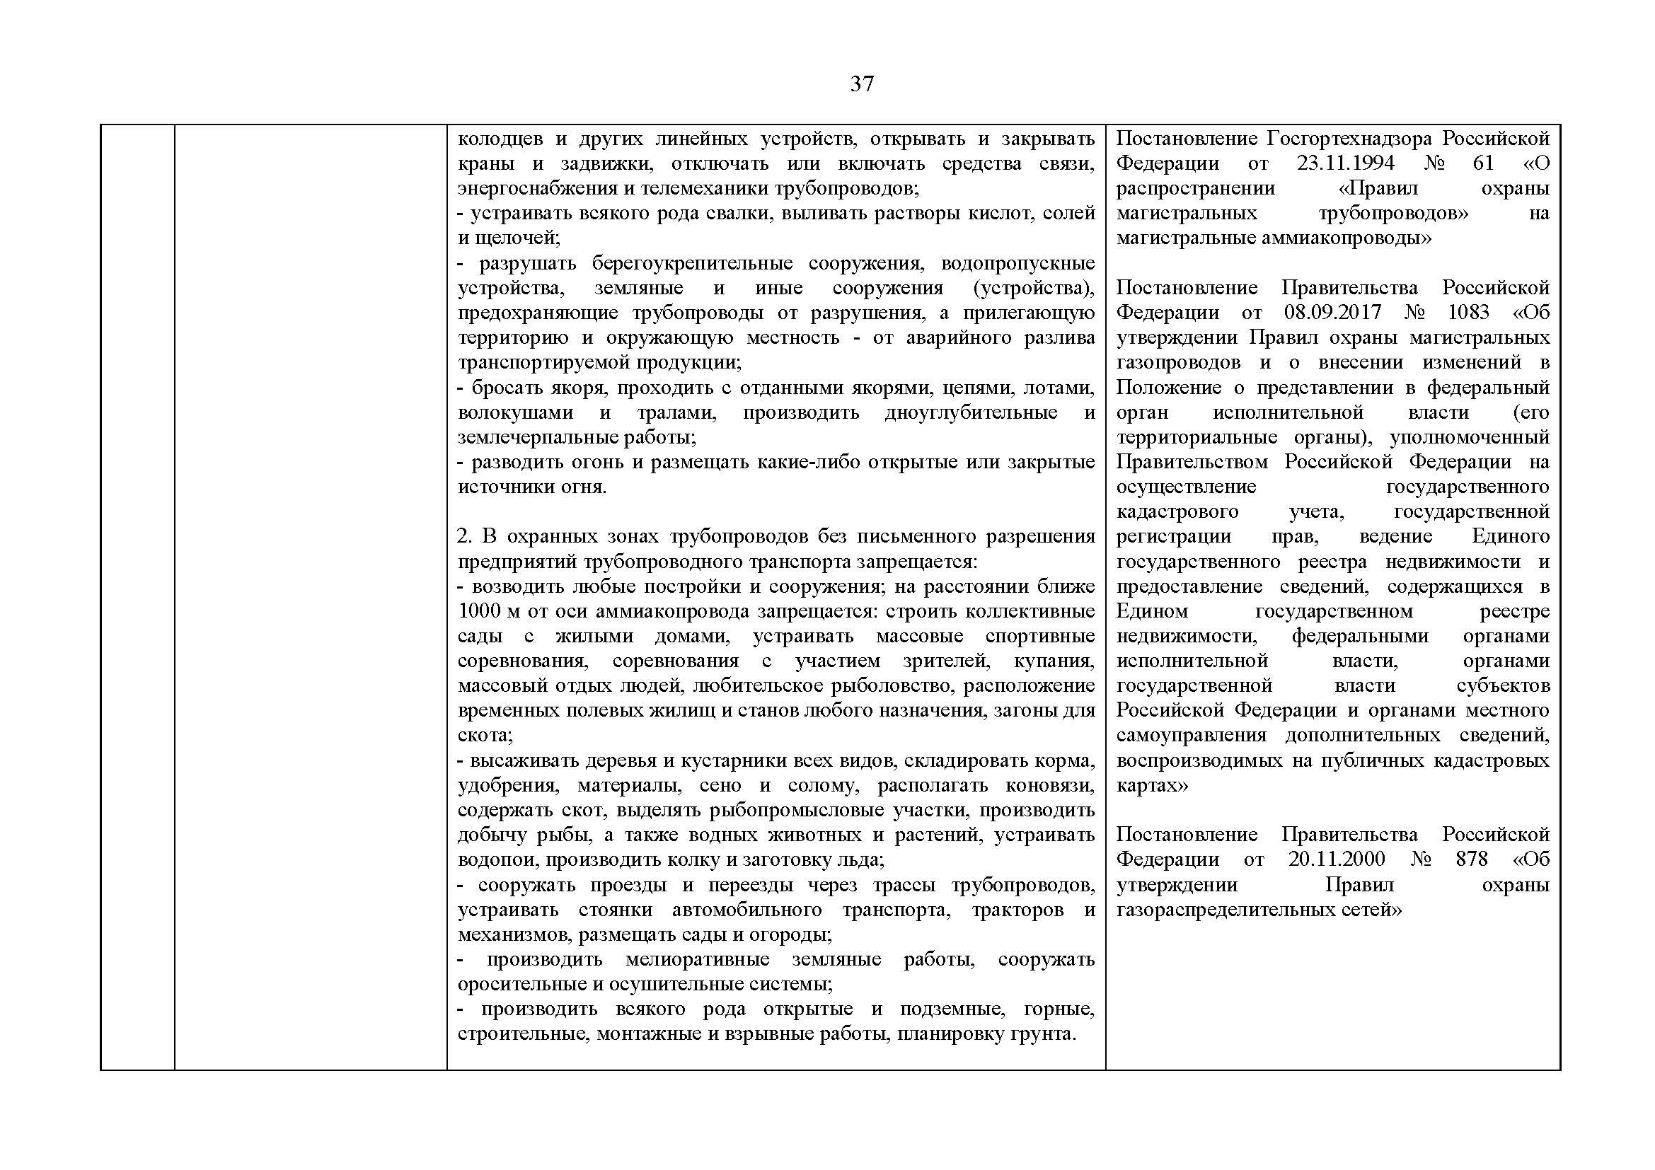 37
колодцев и других линейных устройств, открывать и закрывать
краны и задвижки, отключать или включать средства связи,
энергоснабжения и телемеханики трубопроводов;
- устраивать всякого рода свалки, выливать растворы кислот, солей
и щелочей;
- разрушать берегоукрепительные сооружения, водопропускные
устройства, земляные и иные сооружения (устройства),
предохраняющие трубопроводы от разрушения, а прилегающую
территорию и окружающую местность - от аварийного разлива
транспортируемой продукции;
- бросать якоря, проходить с отданными якорями, цепями, лотами,
волокушами и тралами, производить дноуглубительные и
землечерпальные работы;
- разводить огонь и размещать какие-либо открытые или закрытые
источники огня.
2. В охранных зонах трубопроводов без письменного разрешения
предприятий трубопроводного транспорта запрещается:
- возводить любые постройки и сооружения; на расстоянии ближе
1000 м от оси аммиакопровода запрещается: строить коллективные
сады с жилыми домами, устраивать массовые спортивные
соревнования, соревнования с участием зрителей, купания,
массовый отдых людей, любительское рыболовство, расположение
временных полевых жилищ и станов любого назначения, загоны для
скота;
- высаживать деревья и кустарники всех видов, складировать корма,
удобрения, материалы, сено и солому, располагать коновязи,
содержать скот, выделять рыбопромысловые участки, производить
добычу рыбы, а также водных животных и растений, устраивать
водопои, производить колку и заготовку льда;
- сооружать проезды и переезды через трассы трубопроводов,
устраивать стоянки автомобильного транспорта, тракторов и
механизмов, размещать сады и огороды;
- производить мелиоративные земляные работы, сооружать
оросительные и осушительные системы;
- производить всякого рода открытые и подземные, горные,
строительные, монтажные и взрывные работы, планировку грунта.
Постановление Госгортехнадзора Российской
Федерации от 23.11.1994 № 61 «О
распространении «Правил охраны
магистральных трубопроводов» на
магистральные аммиакопроводы»
Постановление Правительства Российской
Федерации от 08.09.2017 № 1083 «Об
утверждении Правил охраны магистральных
газопроводов и о внесении изменений в
Положение о представлении в федеральный
орган исполнительной власти (его
территориальные органы), уполномоченный
Правительством Российской Федерации на
осуществление государственного
кадастрового учета, государственной
регистрации прав, ведение Единого
государственного реестра недвижимости и
предоставление сведений, содержащихся в
Едином государственном реестре
недвижимости, федеральными органами
исполнительной власти, органами
государственной власти субъектов
Российской Федерации и органами местного
самоуправления дополнительных сведений,
воспроизводимых на публичных кадастровых
картах»
Постановление Правительства Российской
Федерации от 20.11.2000 № 878 «Об
утверждении Правил охраны
газораспределительных сетей»